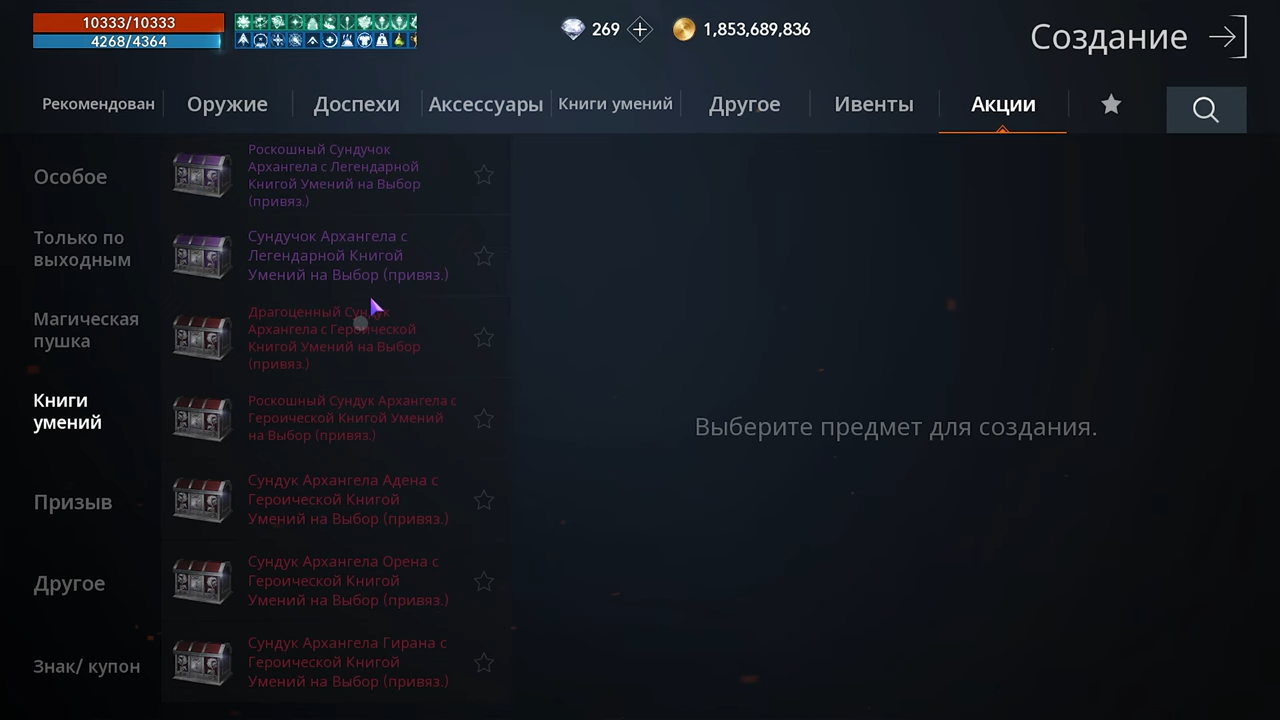 10333/10333
4268/4364
269
1,853,689,836
Создание
Рекомендован
Оружие
Доспехи
Аксессуары
Книги умений
Другое
Ивенты
Акции
Особое
Только по
выходным
Магическая
пушка
Книги
умений
Призыв
Другое
Знак/ купон
Роскошный Сундучок
Архангела с Легендарной
Книгой Умений на Выбор
(привяз.)
Сундучок Архангела с
Легендарной Книгой
Умений на Выбор (привяз.)
Драгоценный Сундук
Архангела с Героической
Книгой Умений на Выбор
(привяз.)
Роскошный Сундук Архангела с
Героической Книгой Умений
на Выбор (привяз.)
Сундук Архангела Адена с
Героической Книгой
Умений на Выбор (привяз.)
Сундук Архангела Орена с
Героической Книгой
Умений на Выбор (привяз.)
Сундук Архангела Гирана с
Героической Книгой
Умений на Выбор (привяз.)
Выберите предмет для создания.